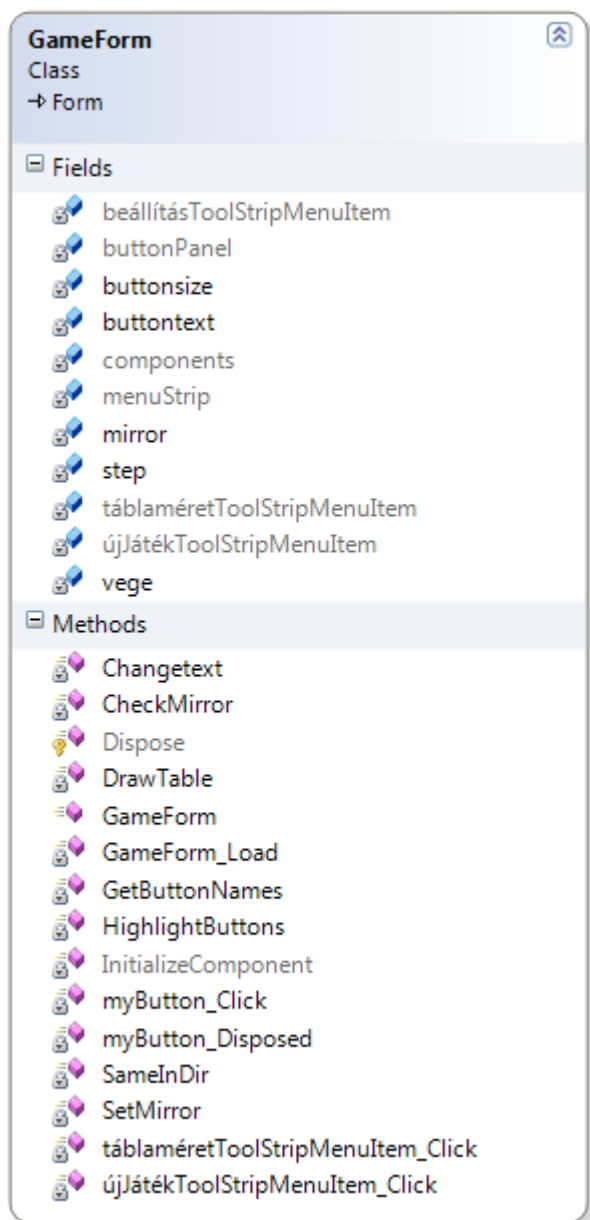 GameForm
Class
Form
Fields
beállításToolStripMenuItem
buttonPanel
buttonsize
buttontext
components
menuStrip
mirror
step
táblaméretToolStripMenuItem
újJátékToolStripMenuItem
vege
Methods
Changetext
CheckMirror
Dispose
DrawTable
GameForm
GameForm_Load
GetButtonNames
HighlightButtons
InitializeComponent
myButton_Click
myButton_Disposed
SameInDir
SetMirror
táblaméretToolStripMenuItem_Click
újJátékToolStripMenuItem_Click